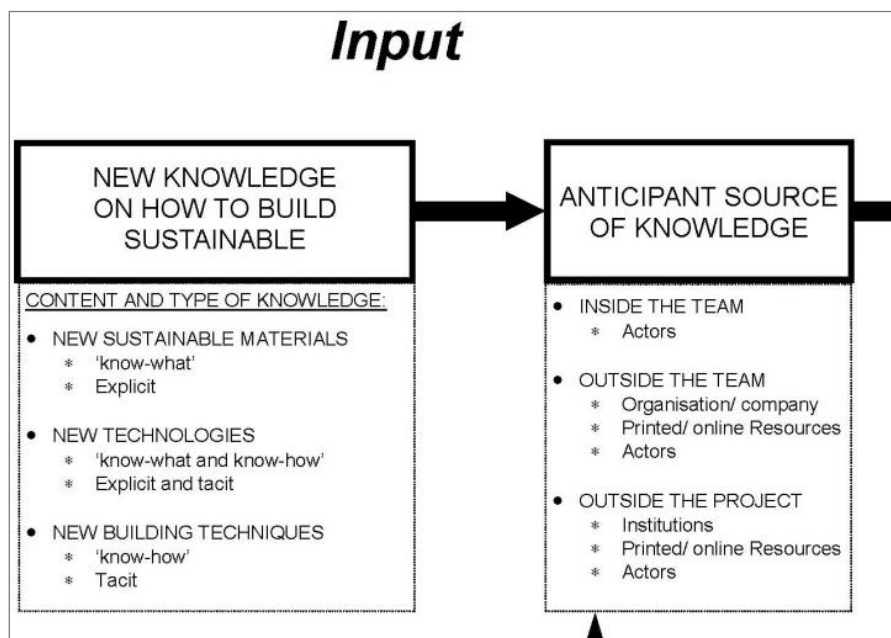 Input
NEW KNOWLEDGE
ON HOW TO BUILD
SUSTAINABLE
CONTENT AND TYPE OF KNOWLEDGE:
• NEW SUSTAINABLE MATERIALS
* ‘know-what’
* Explicit
• NEW TECHNOLOGIES
* ‘know-what and know-how’
* Explicit and tacit
• NEW BUILDING TECHNIQUES
* ‘know-how’
* Tacit
ANTICIPANT SOURCE
OF KNOWLEDGE
• INSIDE THE TEAM
* Actors
• OUTSIDE THE TEAM
* Organisation/ company
* Printed/ online Resources
* Actors
• OUTSIDE THE PROJECT
* Institutions
* Printed/ online Resources
* Actors